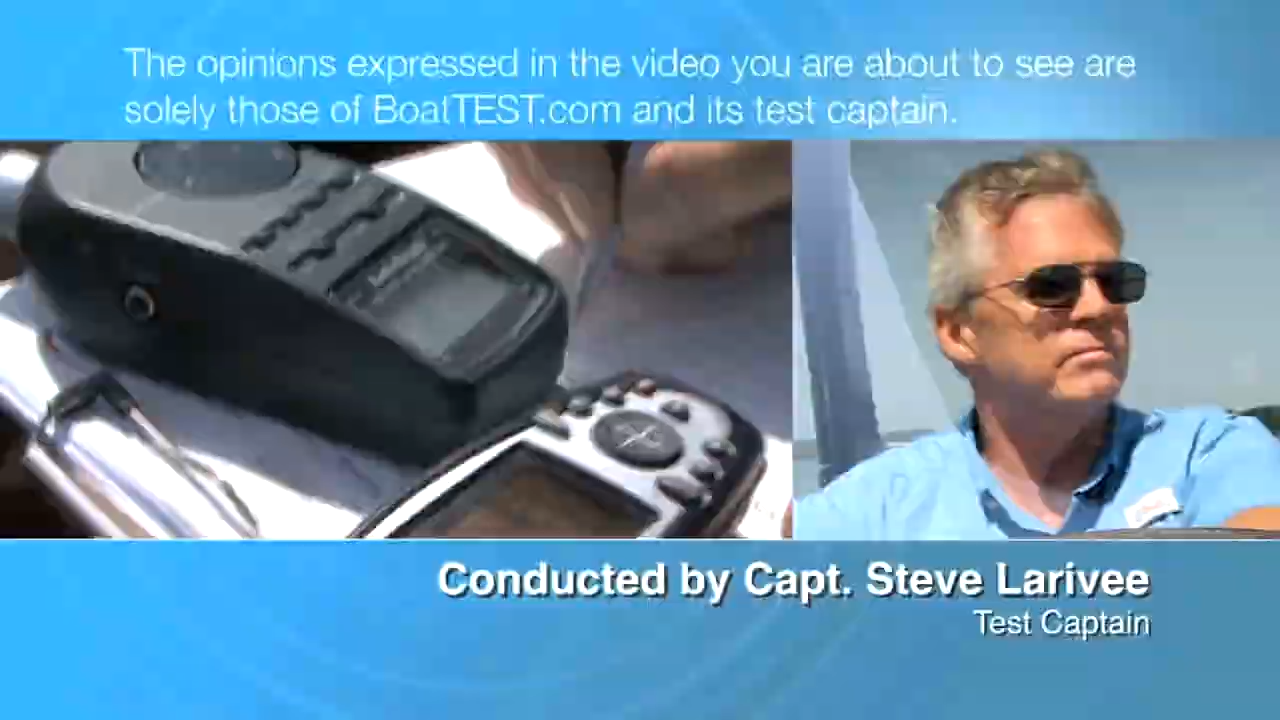 The opinions expressed in the video you are about to see are
solely those of BoatTEST.com and its test captain.
Conducted by Capt. Steve Larivee
Test Captain